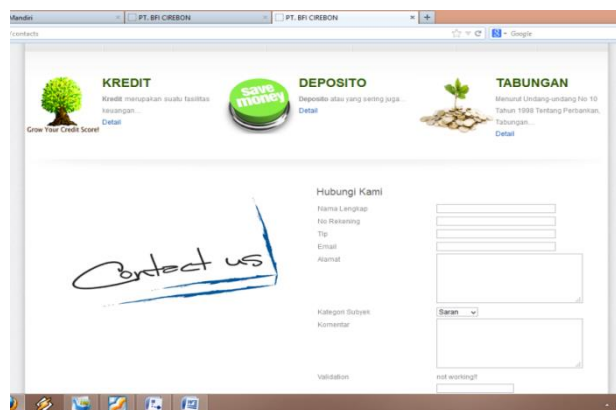 Mandiri
PT. BFI CIREBON
PT. BFI CIREBON
/contacts
Google
KREDIT
Kredit merupakan suatu fasilitas
keuangan...
Detail
Grow Your Credit Score!
save
money
DEPOSITO
Deposito atau yang sering juga...
Detail
TABUNGAN
Menurut Undang-undang No 10
Tahun 1998 Tentang Perbankan,
Tabungan...
Detail
Contact us
Hubungi Kami
Nama Lengkap
No Rekening
Tlp
Email
Alamat
Kategori Subyek
Saran
Komentar
Validation
not working!!